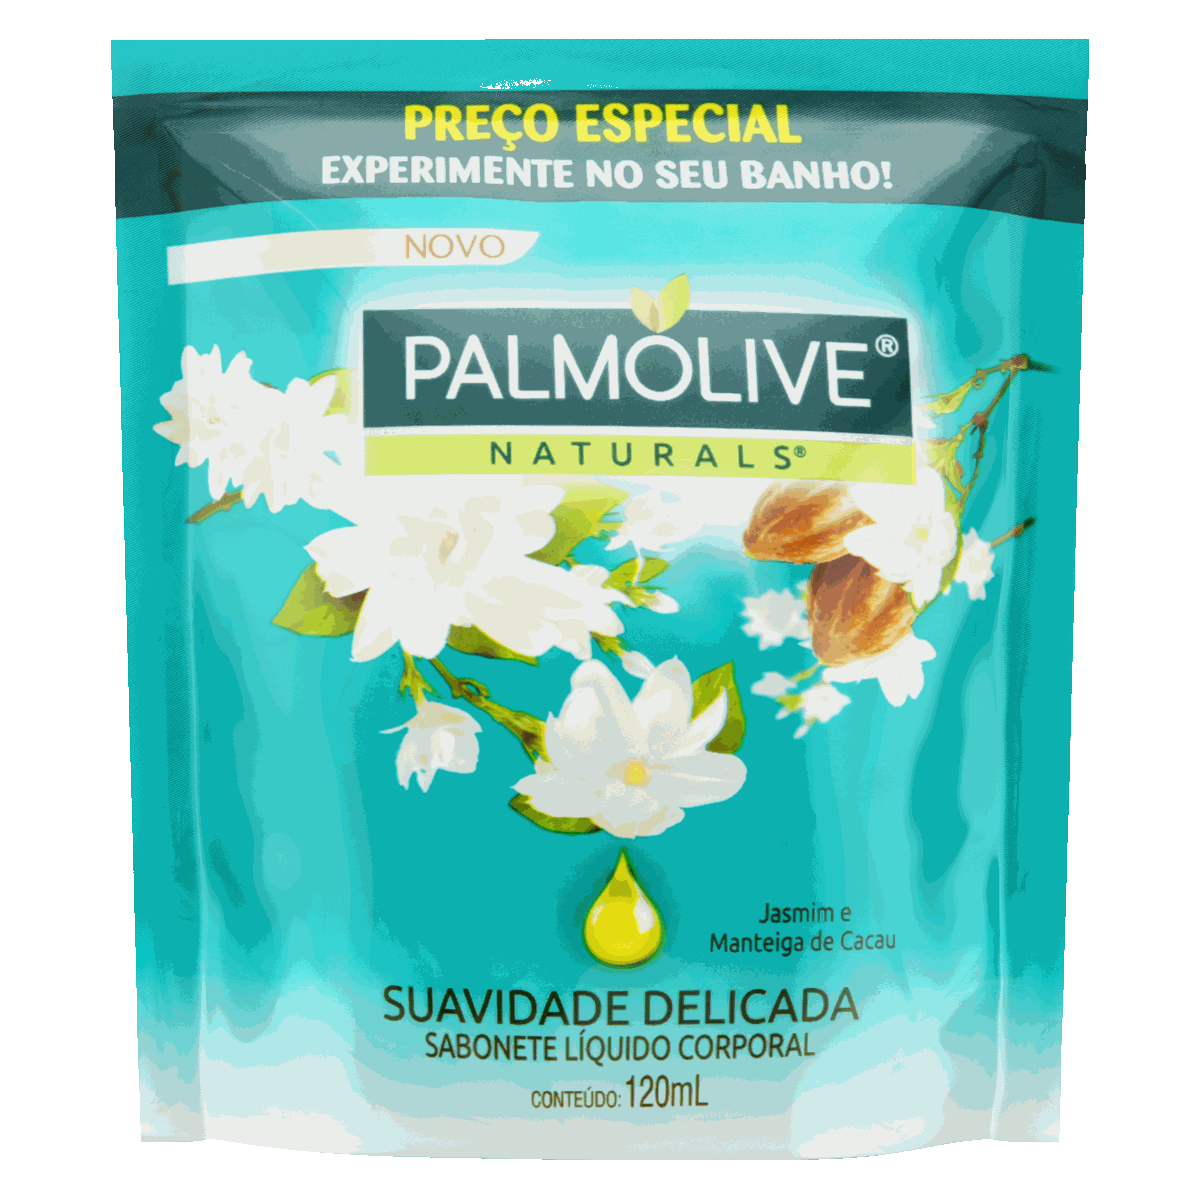 PREÇO ESPECIAL
EXPERIMENTE NO SEU BANHO!
NOVO
PALMOLIVE®
NATURALS®
Jasmim e
Manteiga de Cacau
SUAVIDADE DELICADA
SABONETE LÍQUIDO CORPORAL
CONTEÚDO: 120mL